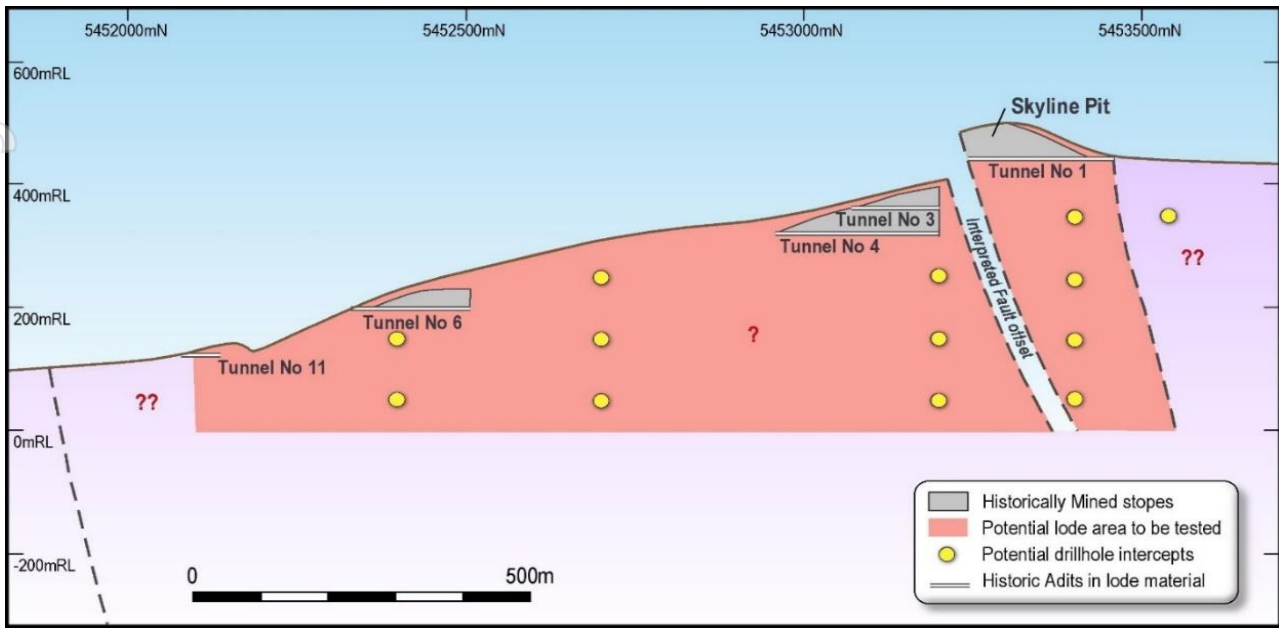 5452000mN
5452500mN
5453000mN
5453500mN
600mRL
Skyline Pit
Tunnel No 1
400mRL
Tunnel No 3
Tunnel No 4
Interpreted Fault offset
??
200mRL
Tunnel No 6
?
Tunnel No 11
??
0mRL
-200mRL
0
500m
Historically Mined stopes
Potential lode area to be tested
Potential drillhole intercepts
Historic Adits in lode material